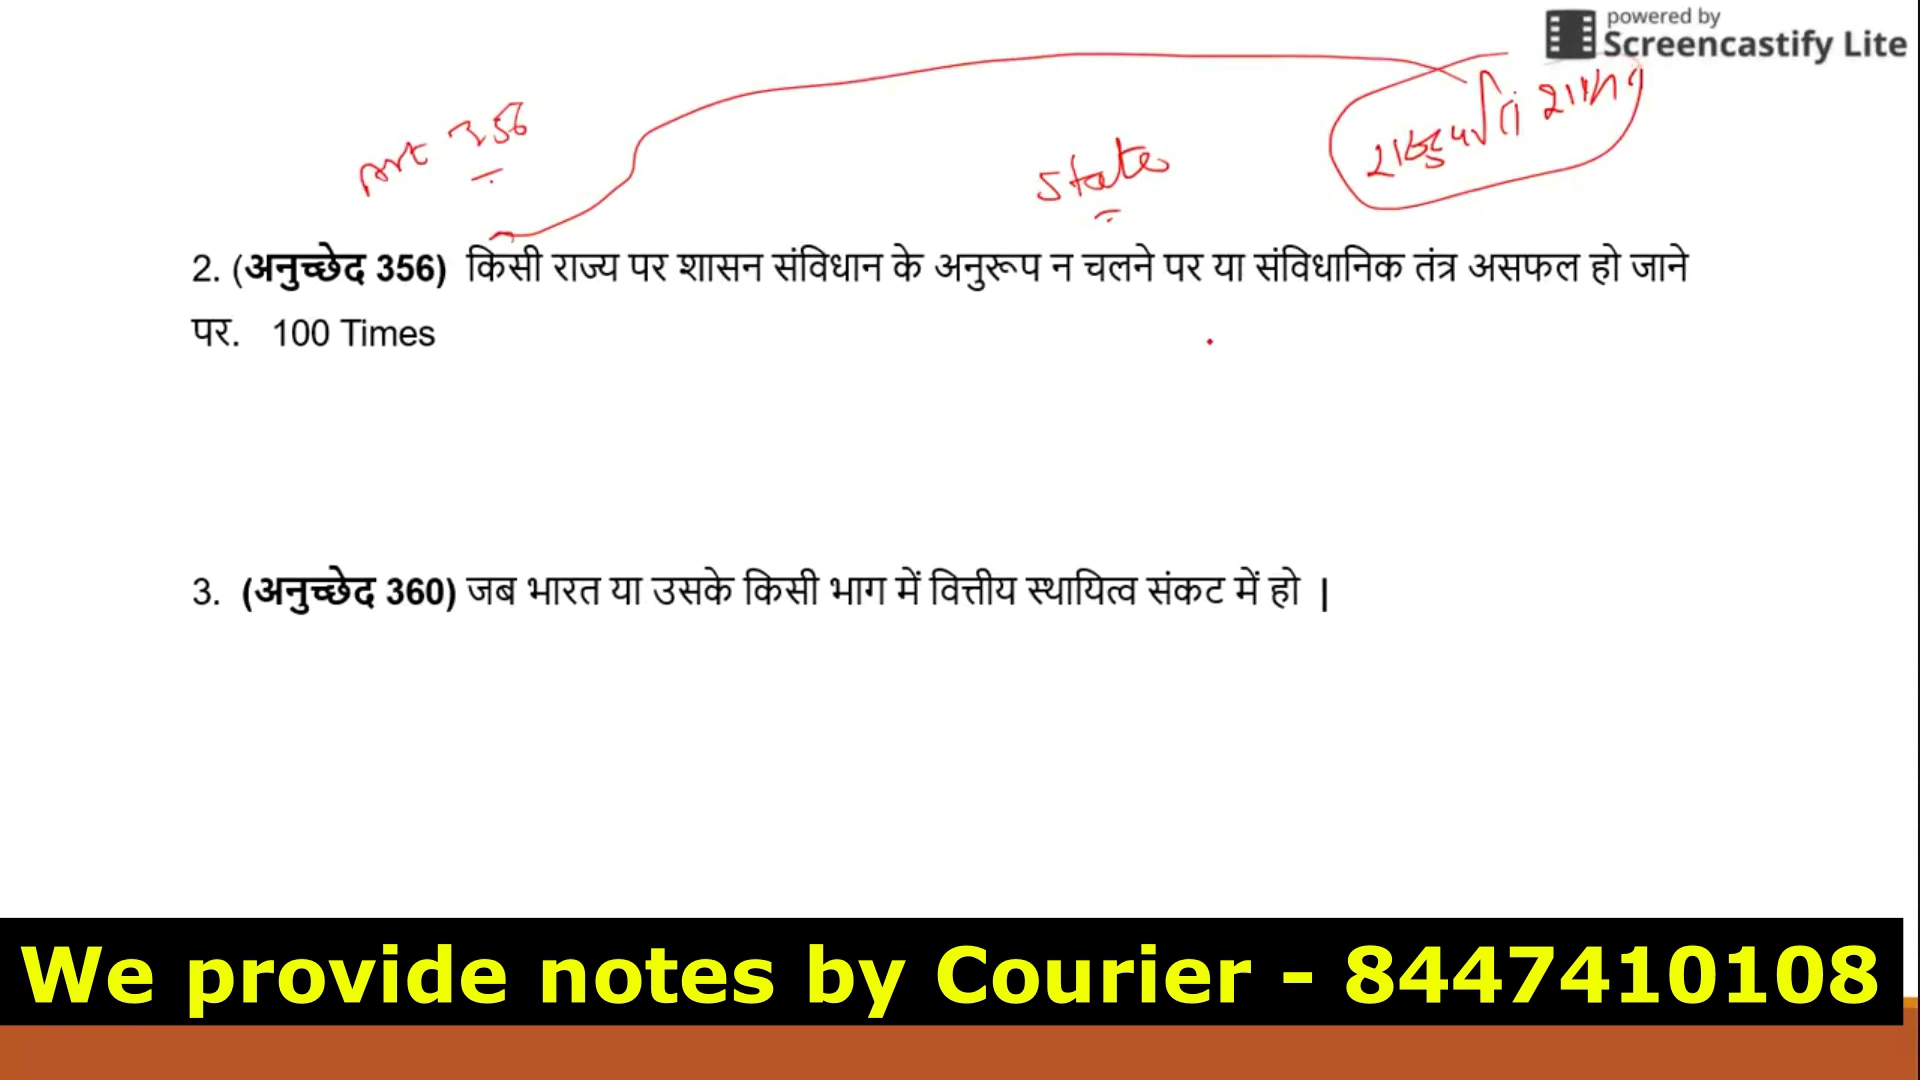 powered by
Screencastify Lite
Art 356
State
राष्ट्रपति शासन
2. (अनुच्छेद 356) किसी राज्य पर शासन संविधान के अनुरूप न चलने पर या संविधानिक तंत्र असफल हो जाने
पर. 100 Times
3. (अनुच्छेद 360) जब भारत या उसके किसी भाग में वित्तीय स्थायित्व संकट में हो |
We provide notes by Courier - 8447410108